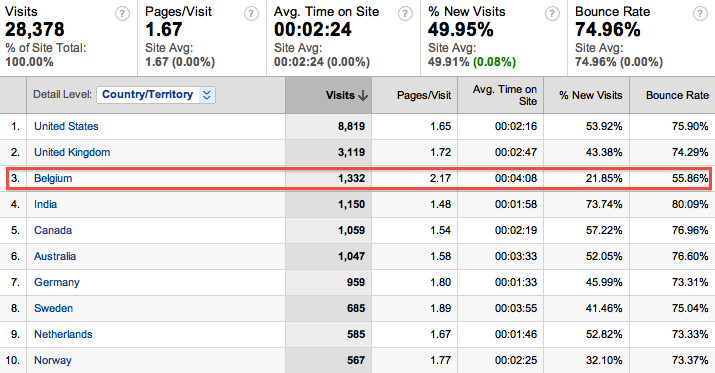 Visits ? Pages/Visit ? Avg. Time on Site ? % New Visits ? Bounce Rate ?
28,378 1.67 00:02:24 49.95% 74.96%
% of Site Total: Site Avg: Site Avg: Site Avg: Site Avg:
100.00% 1.67 (0.00%) 00:02:24 (0.00%) 49.91% (0.08%) 74.96% (0.00%)
Detail Level: Country/Territory Visits ↓ Pages/Visit Avg. Time on Site % New Visits Bounce Rate
1. United States 8,819 1.65 00:02:16 53.92% 75.90%
2. United Kingdom 3,119 1.72 00:02:47 43.38% 74.29%
3. Belgium 1,332 2.17 00:04:08 21.85% 55.86%
4. India 1,150 1.48 00:01:58 73.74% 80.09%
5. Canada 1,059 1.54 00:02:19 57.22% 76.96%
6. Australia 1,047 1.58 00:03:33 52.05% 76.60%
7. Germany 959 1.80 00:01:33 45.99% 73.31%
8. Sweden 685 1.89 00:03:55 41.46% 75.04%
9. Netherlands 585 1.67 00:01:46 52.82% 73.33%
10. Norway 567 1.77 00:02:25 32.10% 73.37%